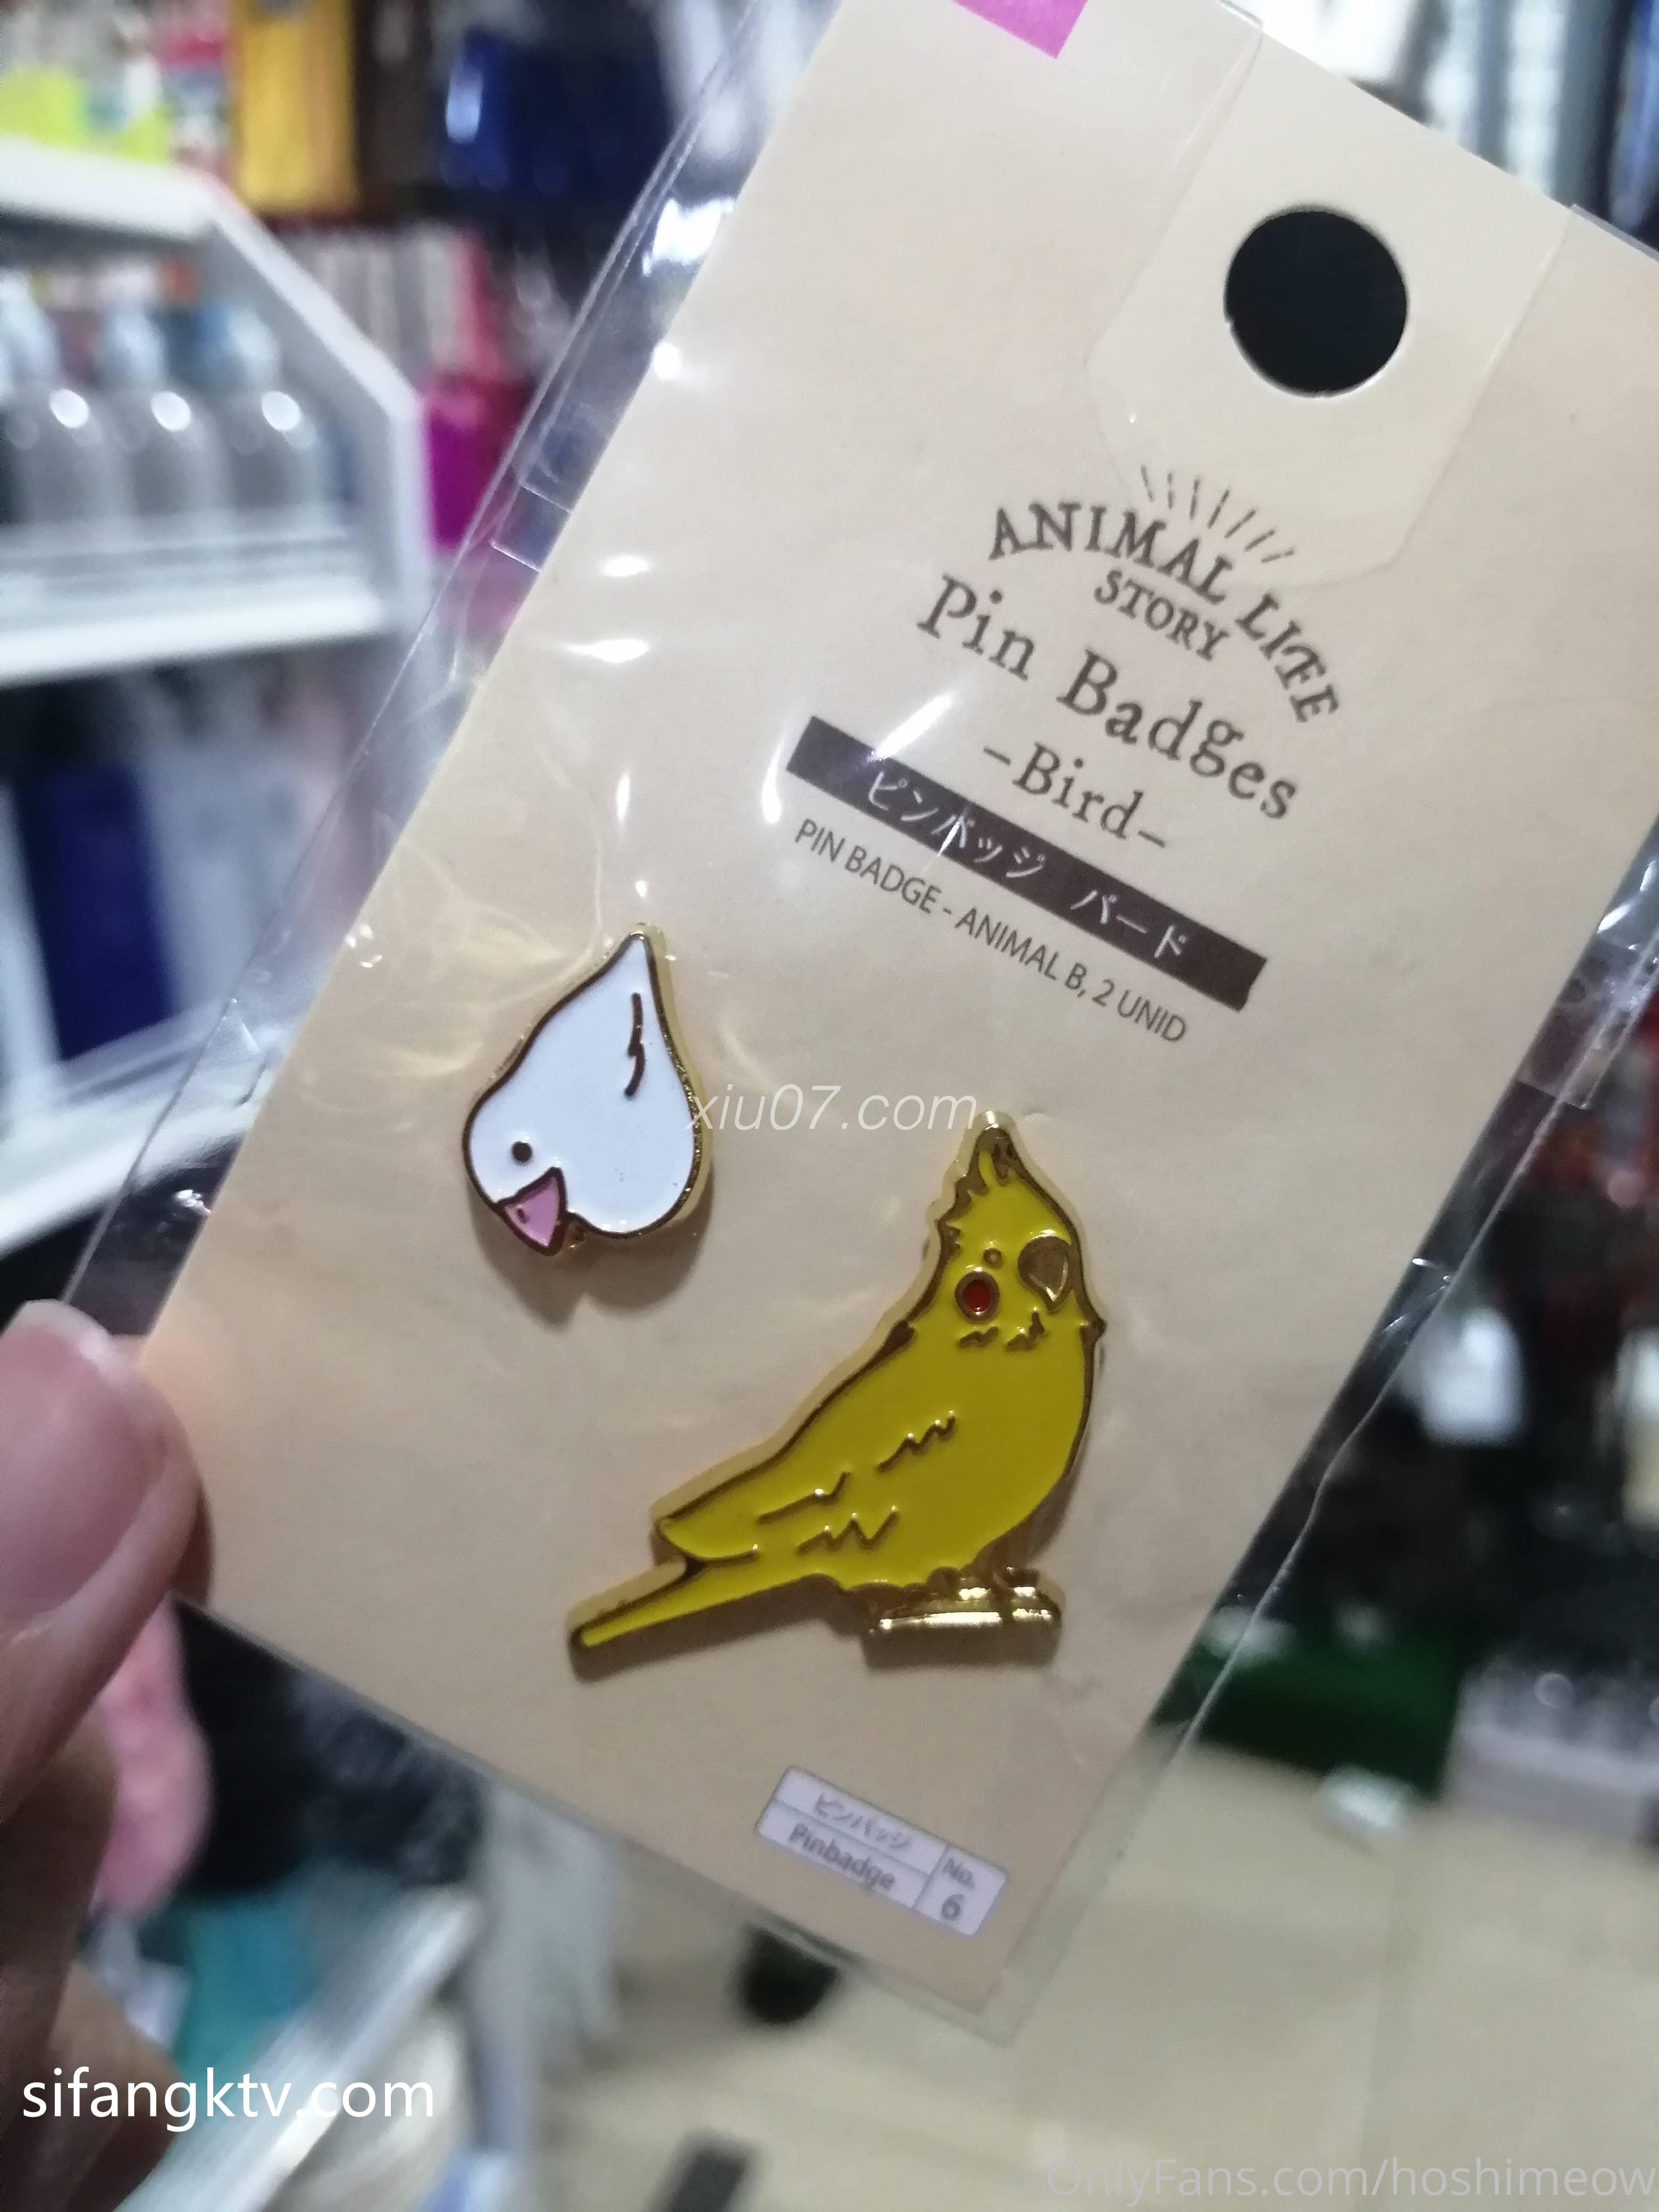 ANIMAL LIFE
STORY
Pin Badges
-Bird-
ピンバッジ バード
PIN BADGE - ANIMAL B, 2 UNID
xiu07.com
ピンバッジ
Pinbadge
No.
6
sifangktv.com
OnlyFans.com/hoshimeow